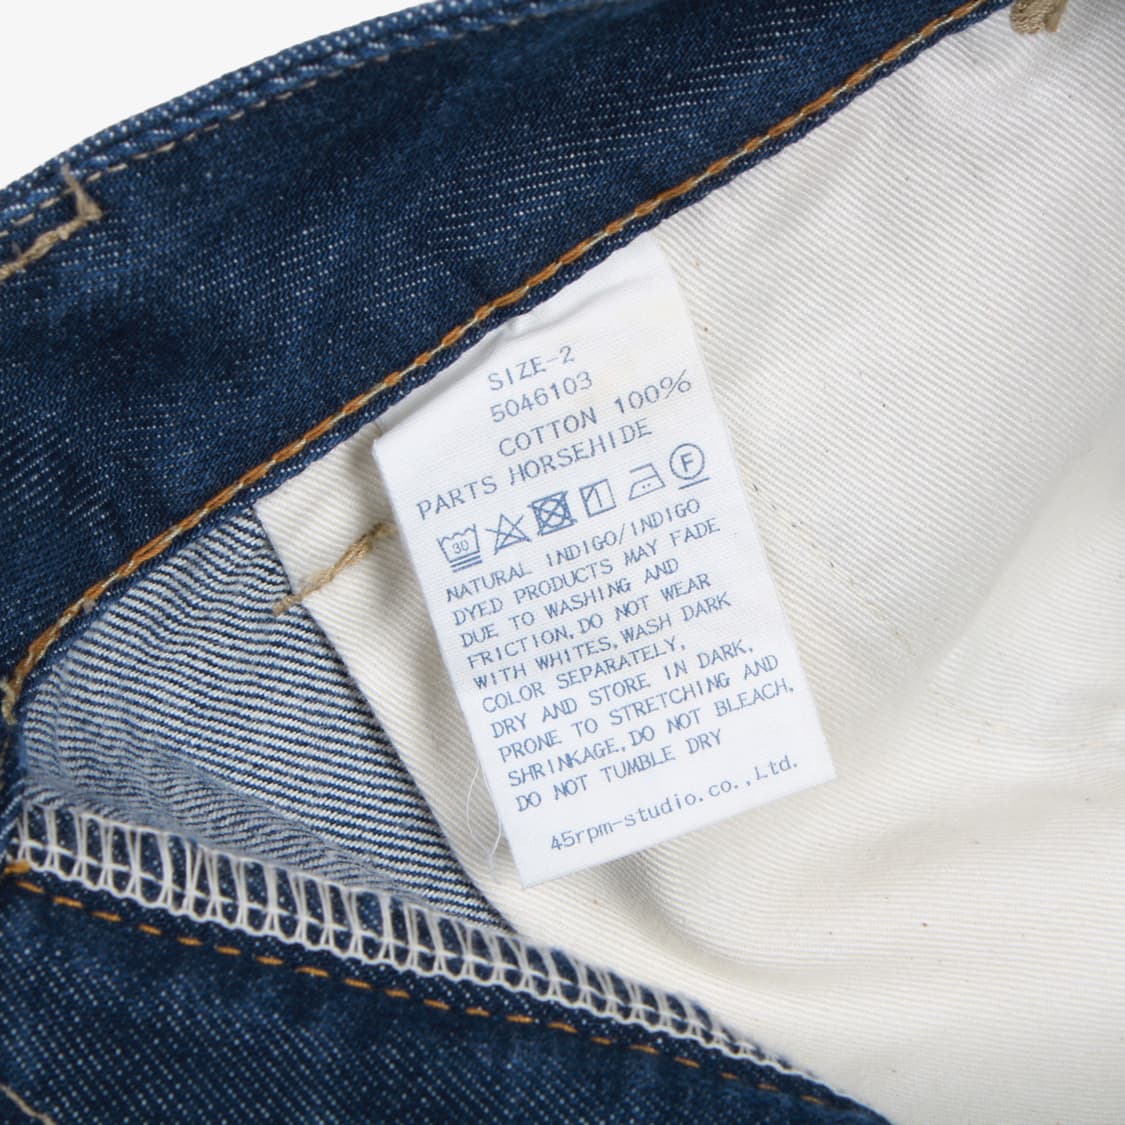 SIZE-2
5046103
COTTON 100%
PARTS HORSEHIDE
30 1 F
NATURAL INDIGO/INDIGO
DYED PRODUCTS MAY FADE
DUE TO WASHING AND
FRICTION, DO NOT WEAR
WITH WHITES, WASH DARK
COLOR SEPARATELY,
DRY AND STORE IN DARK,
PRONE TO STRETCHING AND
SHRINKAGE, DO NOT BLEACH,
DO NOT TUMBLE DRY
45rpm-studio.co.,Ltd.